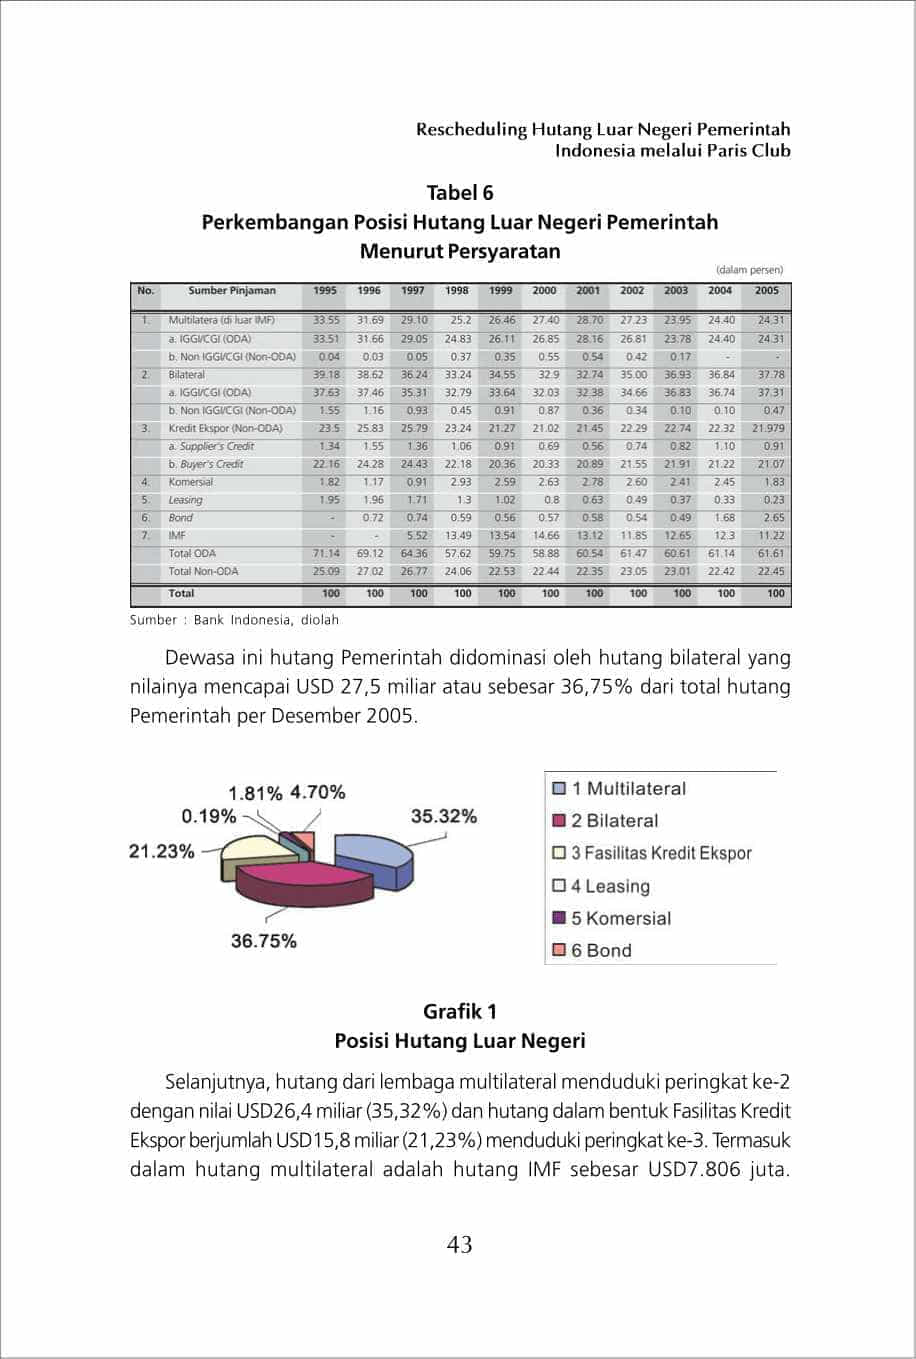 Rescheduling Hutang Luar Negeri Pemerintah
Indonesia melalui Paris Club
Tabel 6
Perkembangan Posisi Hutang Luar Negeri Pemerintah
Menurut Persyaratan
(dalam persen)
No. Sumber Pinjaman 1995 1996 1997 1998 1999 2000 2001 2002 2003 2004 2005
1. Multilatera (di luar IMF) 33.55 31.69 29.10 25.2 26.46 27.40 28.70 27.23 23.95 24.40 24.31
a. IGGI/CGI (ODA) 33.51 31.66 29.05 24.83 26.11 26.85 28.16 26.81 23.78 24.40 24.31
b. Non IGGI/CGI (Non-ODA) 0.04 0.03 0.05 0.37 0.35 0.55 0.54 0.42 0.17 - -
2. Bilateral 39.18 38.62 36.24 33.24 34.55 32.9 32.74 35.00 36.93 36.84 37.78
a. IGGI/CGI (ODA) 37.63 37.46 35.31 32.79 33.64 32.03 32.38 34.66 36.83 36.74 37.31
b. Non IGGI/CGI (Non-ODA) 1.55 1.16 0.93 0.45 0.91 0.87 0.36 0.34 0.10 0.10 0.47
3. Kredit Ekspor (Non-ODA) 23.5 25.83 25.79 23.24 21.27 21.02 21.45 22.29 22.74 22.32 21.979
a. Supplier's Credit 1.34 1.55 1.36 1.06 0.91 0.69 0.56 0.74 0.82 1.10 0.91
b. Buyer's Credit 22.16 24.28 24.43 22.18 20.36 20.33 20.89 21.55 21.91 21.22 21.07
4. Komersial 1.82 1.17 0.91 2.93 2.59 2.63 2.78 2.60 2.41 2.45 1.83
5. Leasing 1.95 1.96 1.71 1.3 1.02 0.8 0.63 0.49 0.37 0.33 0.23
6. Bond - 0.72 0.74 0.59 0.56 0.57 0.58 0.54 0.49 1.68 2.65
7. IMF - - 5.52 13.49 13.54 14.66 13.12 11.85 12.65 12.3 11.22
Total ODA 71.14 69.12 64.36 57.62 59.75 58.88 60.54 61.47 60.61 61.14 61.61
Total Non-ODA 25.09 27.02 26.77 24.06 22.53 22.44 22.35 23.05 23.01 22.42 22.45
Total 100 100 100 100 100 100 100 100 100 100 100
Sumber : Bank Indonesia, diolah
Dewasa ini hutang Pemerintah didominasi oleh hutang bilateral yang
nilainya mencapai USD 27,5 miliar atau sebesar 36,75% dari total hutang
Pemerintah per Desember 2005.
1.81% 4.70%
0.19% 35.32%
21.23%
36.75%
1 Multilateral
2 Bilateral
3 Fasilitas Kredit Ekspor
4 Leasing
5 Komersial
6 Bond
Grafik 1
Posisi Hutang Luar Negeri
Selanjutnya, hutang dari lembaga multilateral menduduki peringkat ke-2
dengan nilai USD26,4 miliar (35,32%) dan hutang dalam bentuk Fasilitas Kredit
Ekspor berjumlah USD15,8 miliar (21,23%) menduduki peringkat ke-3. Termasuk
dalam hutang multilateral adalah hutang IMF sebesar USD7.806 juta.
43